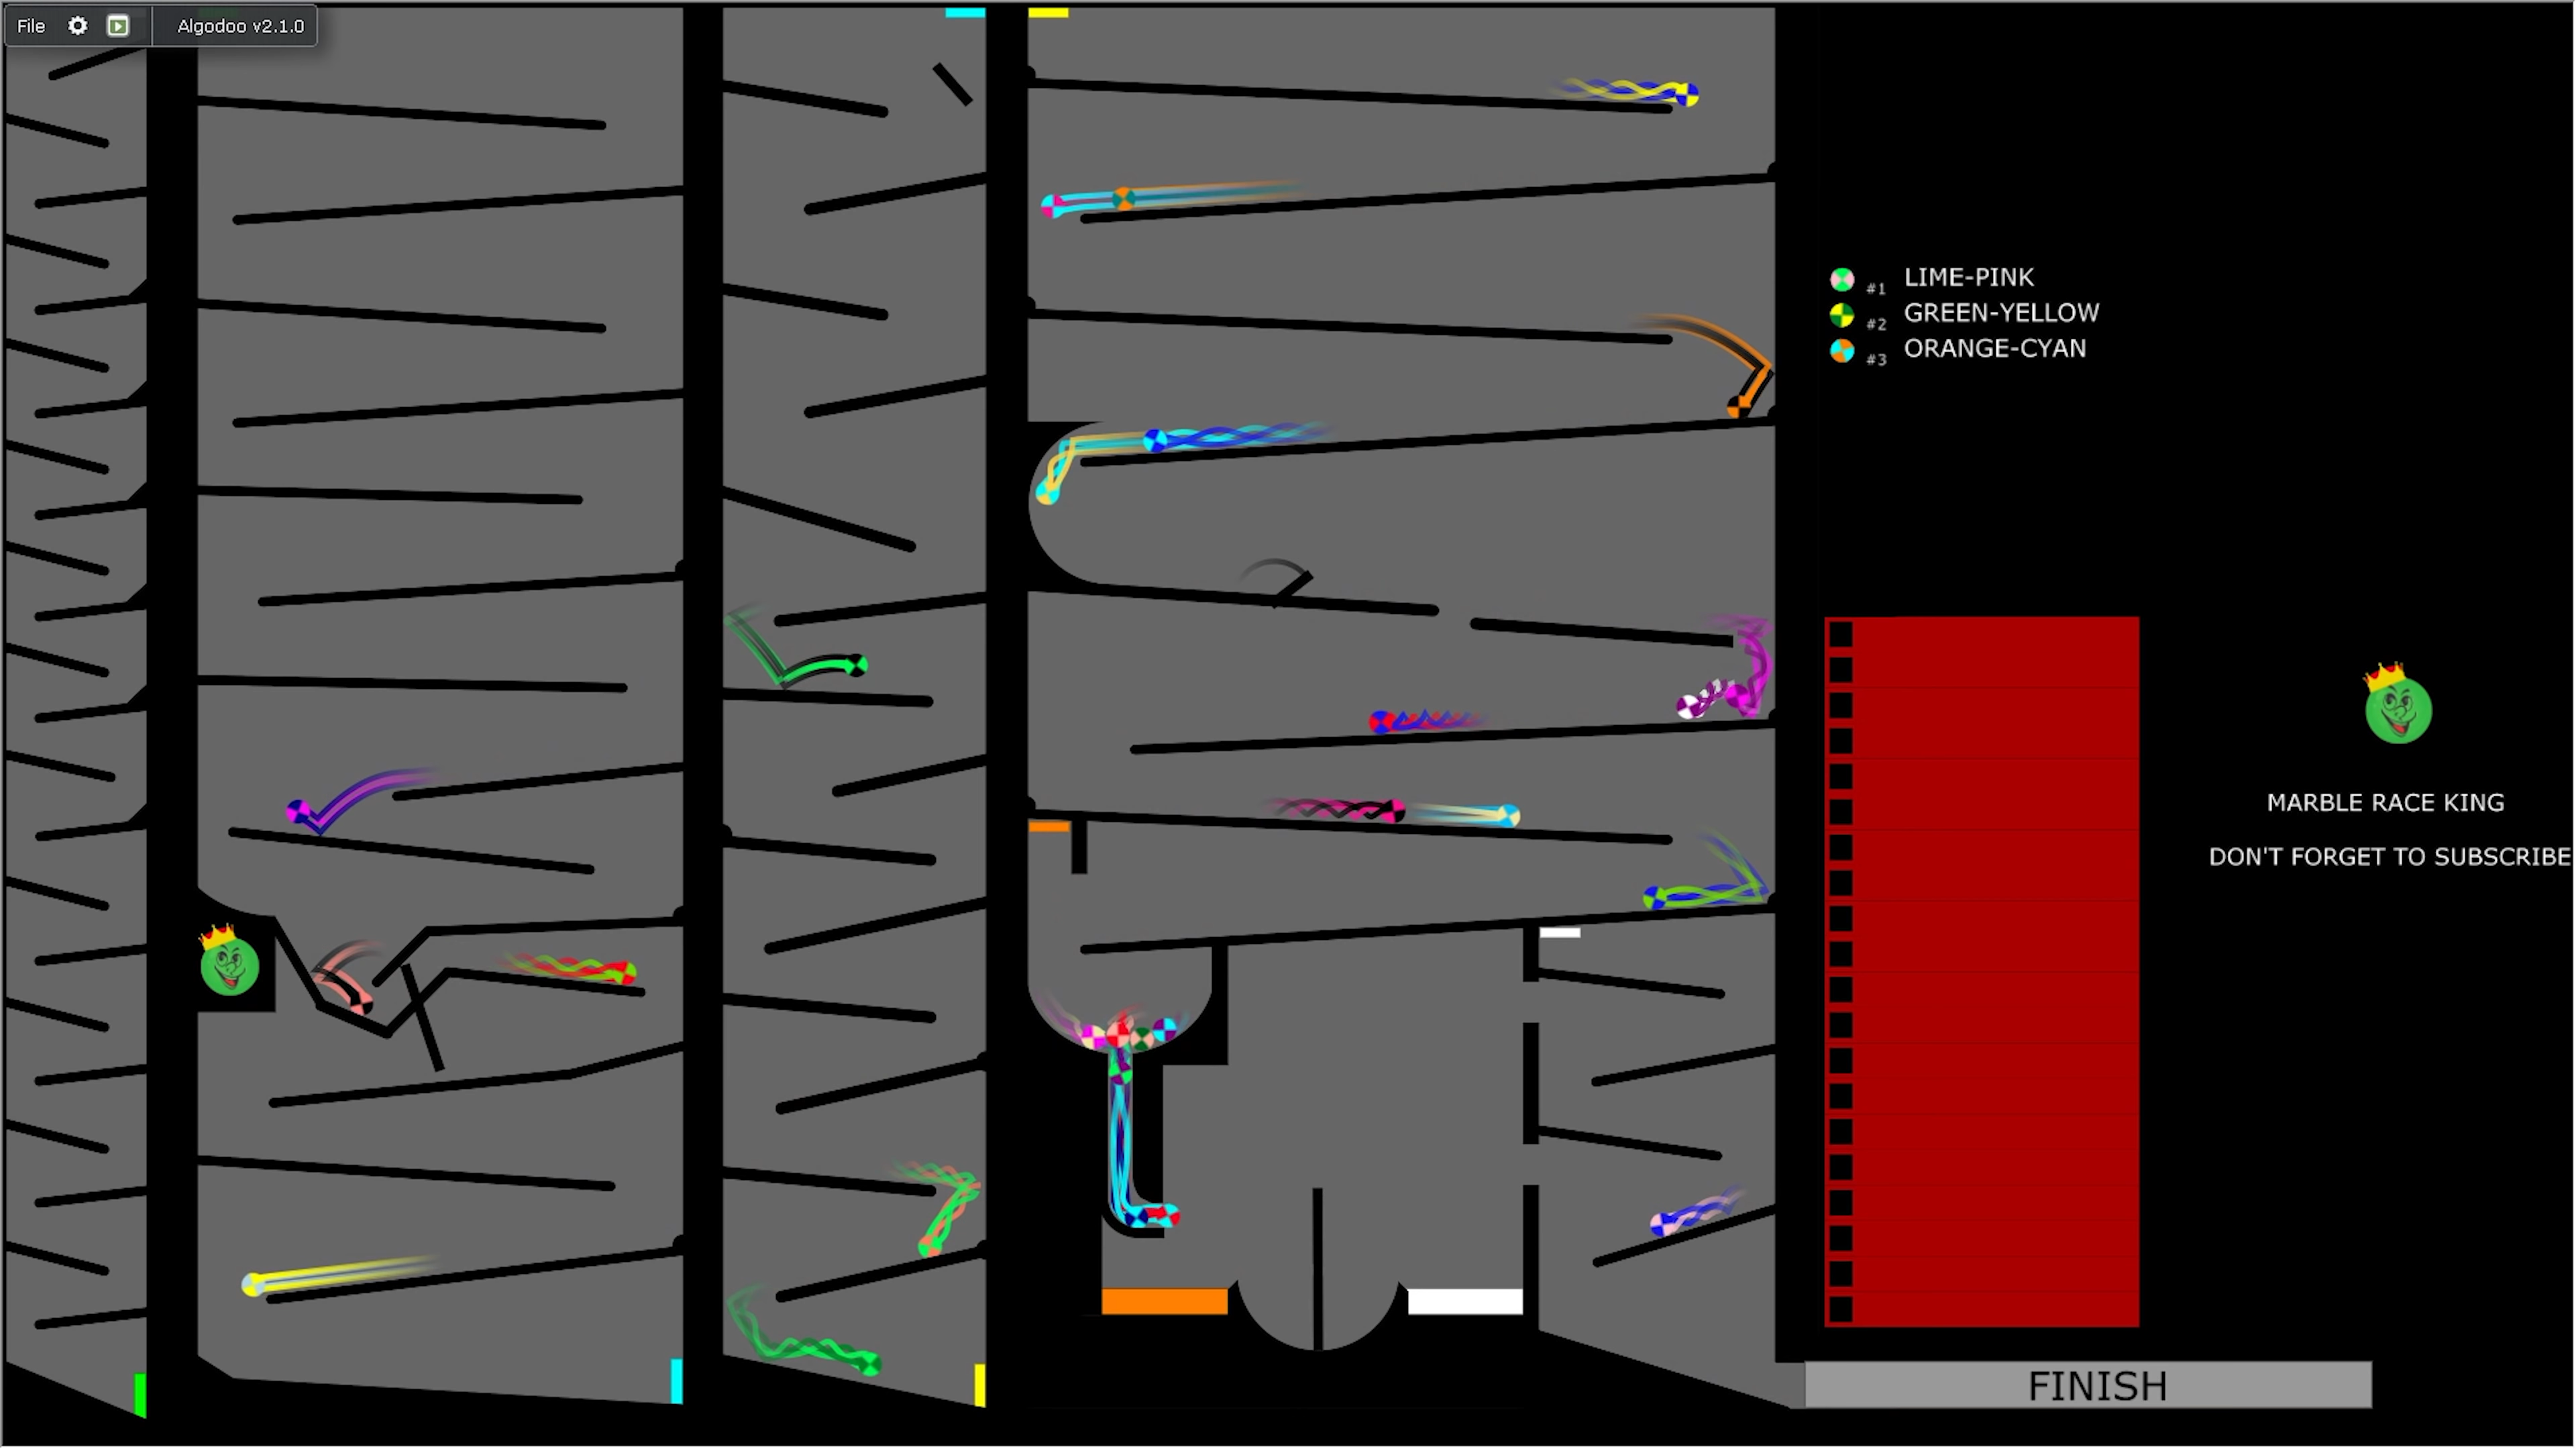 File Algodoo v2.1.0
#1 LIME-PINK
#2 GREEN-YELLOW
#3 ORANGE-CYAN
MARBLE RACE KING
DON'T FORGET TO SUBSCRIBE
FINISH